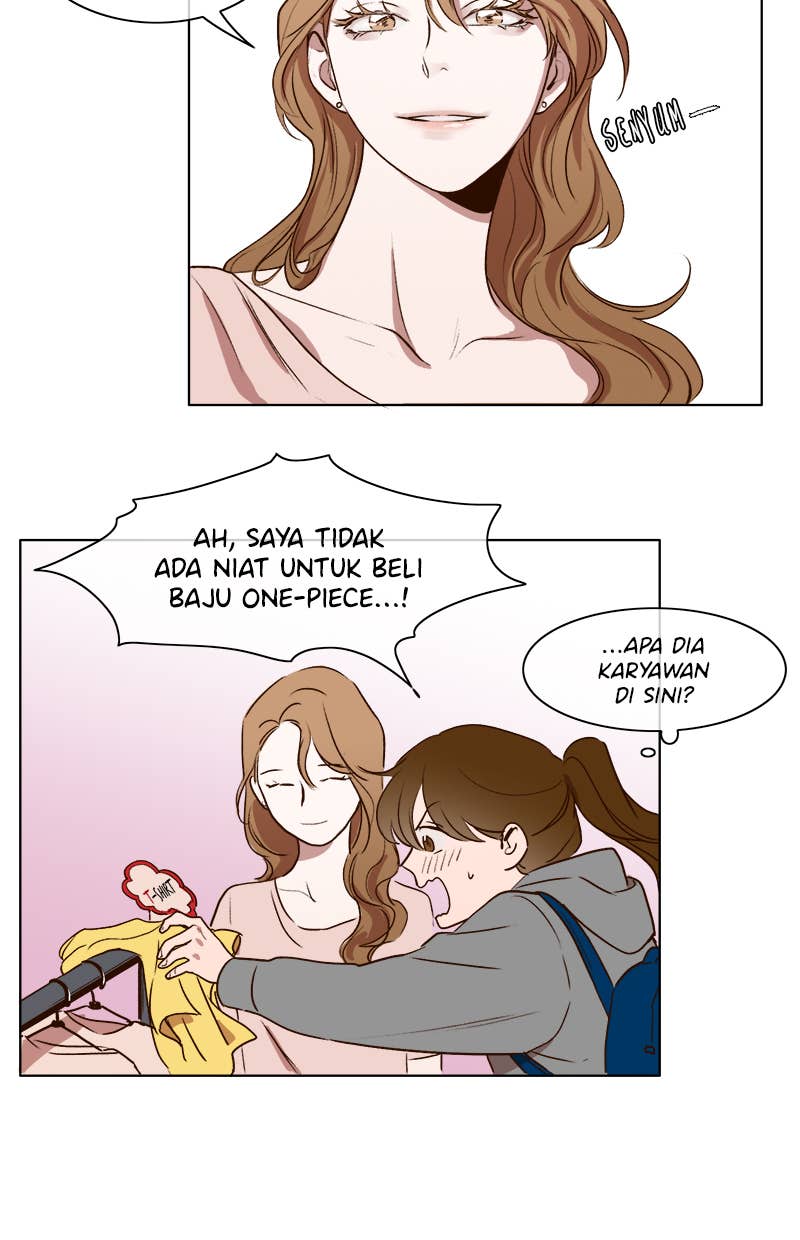 SENYUM
AH, SAYA TIDAK
ADA NIAT UNTUK BELI
BAJU ONE-PIECE...!
...APA DIA
KARYAWAN
DI SINI?
T-SHIRT